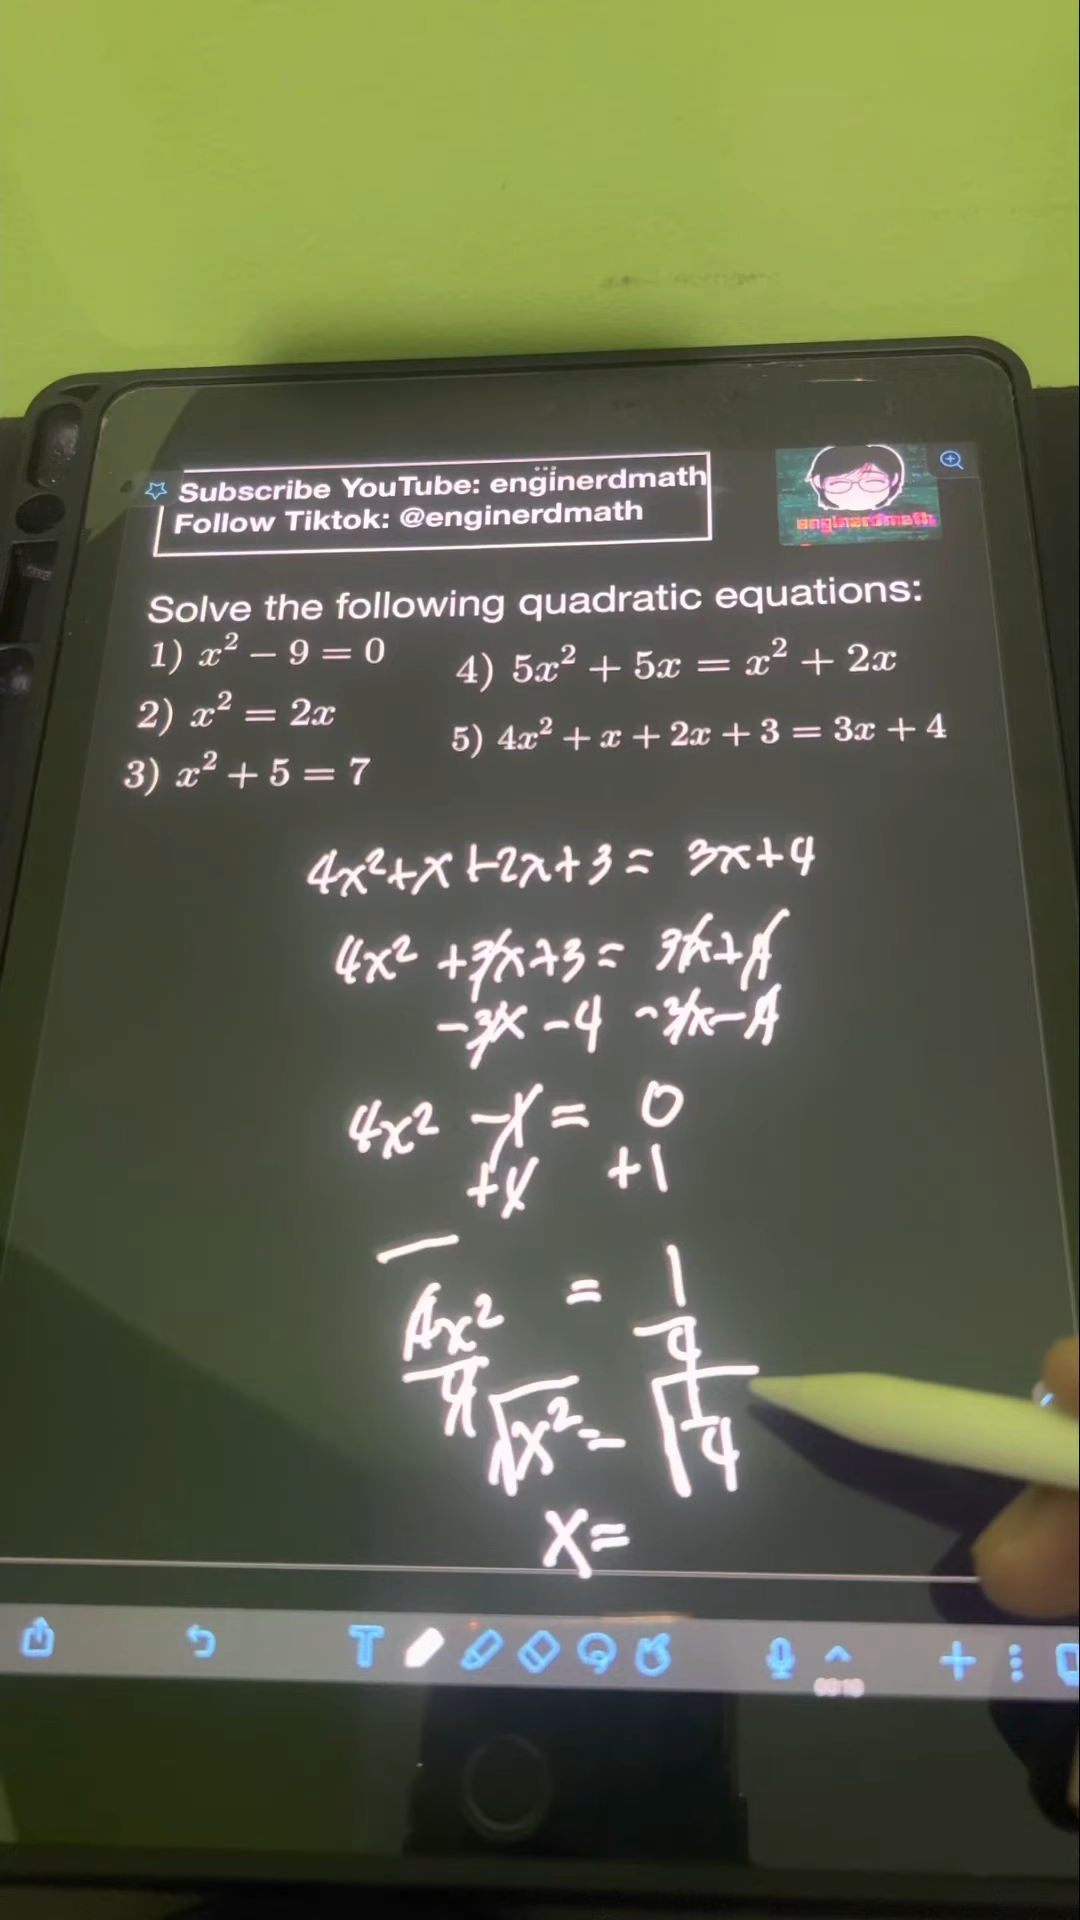 Subscribe YouTube: enginerdmath
Follow Tiktok: @enginerdmath
enginerdmath
Solve the following quadratic equations:
1) x² − 9 = 0
2) x² = 2x
3) x² + 5 = 7
4) 5x² + 5x = x² + 2x
5) 4x² + x + 2x + 3 = 3x + 4
4x²+x+2x+3= 3x+4
4x² +3x+3= 3x+4
-3x -4 -3x-4
4x² -1= 0
+1 +1
4x² = 1
4 4
√x² = √1/4
x=
T